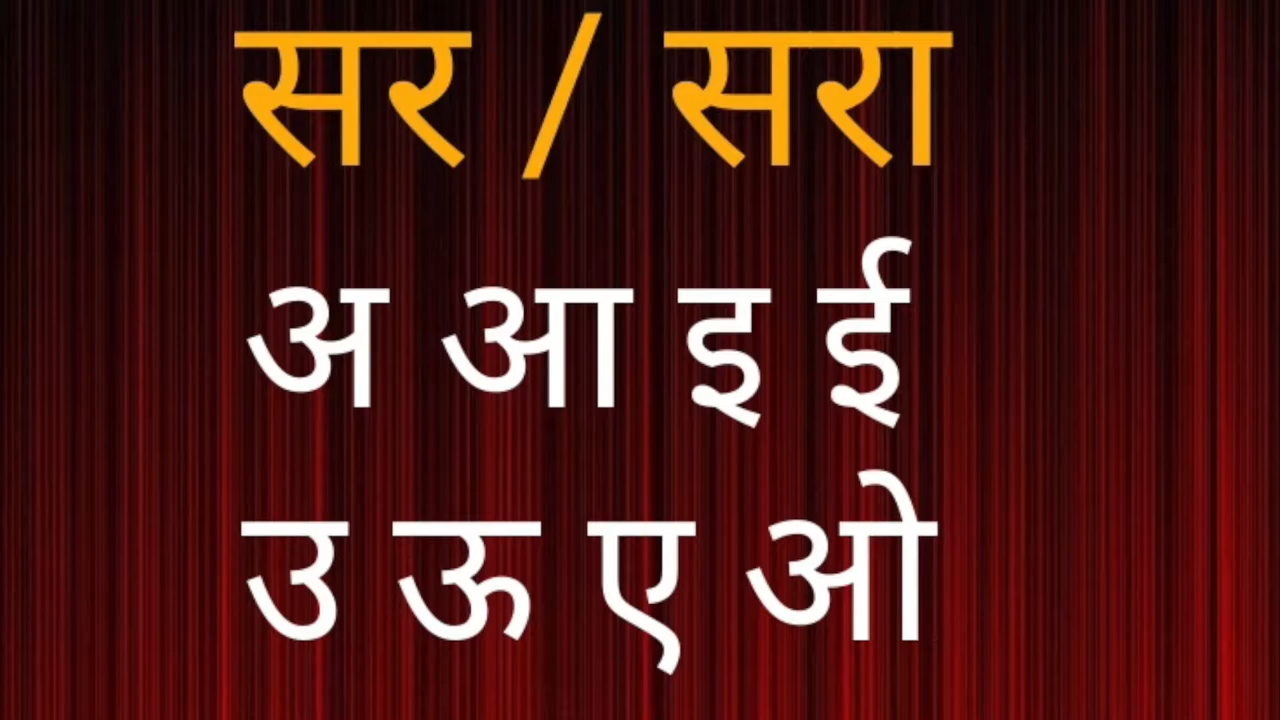 सर / सरा
अ आ इ ई
उ ऊ ए ओ